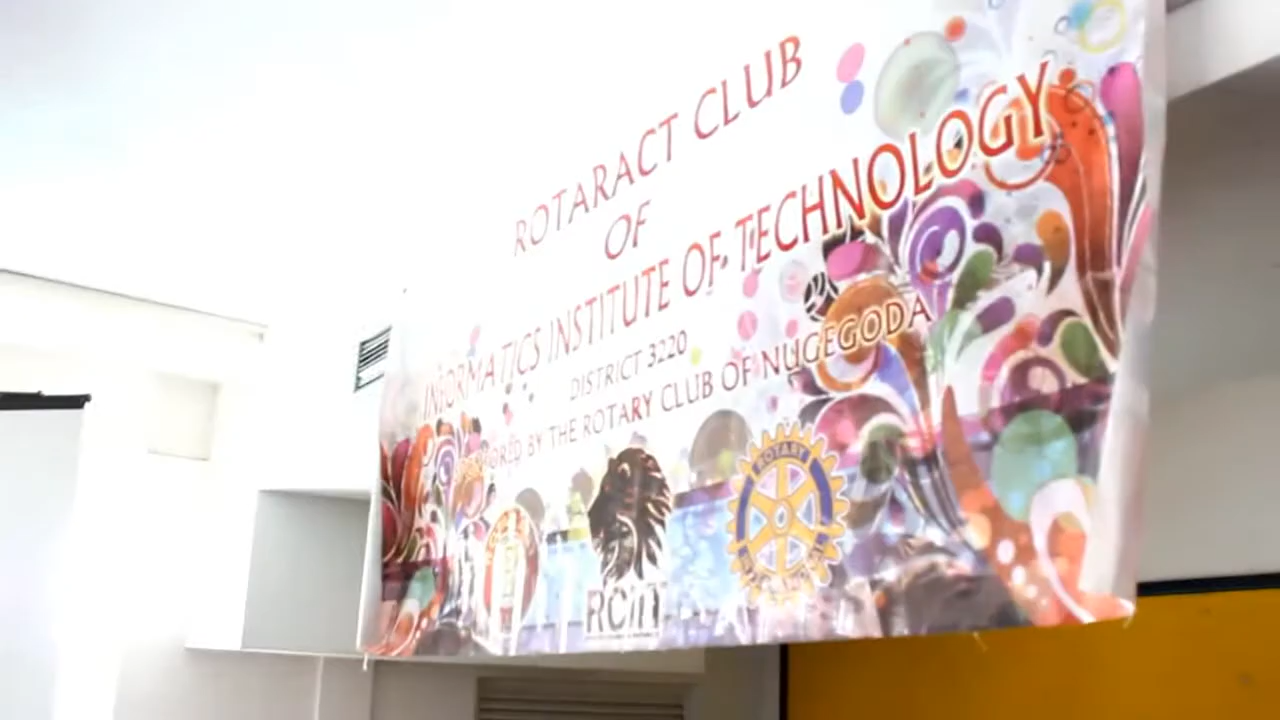 ROTARACT CLUB
OF
INFORMATICS INSTITUTE OF TECHNOLOGY
DISTRICT 3220
BY THE ROTARY CLUB OF NUGEGODA
ROTARY
RCiIT